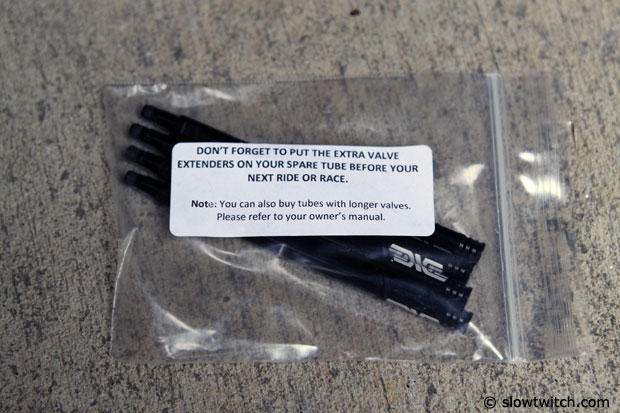 DON'T FORGET TO PUT THE EXTRA VALVE
EXTENDERS ON YOUR SPARE TUBE BEFORE YOUR
NEXT RIDE OR RACE.
Note: You can also buy tubes with longer valves.
Please refer to your owner's manual.
© slowtwitch.com